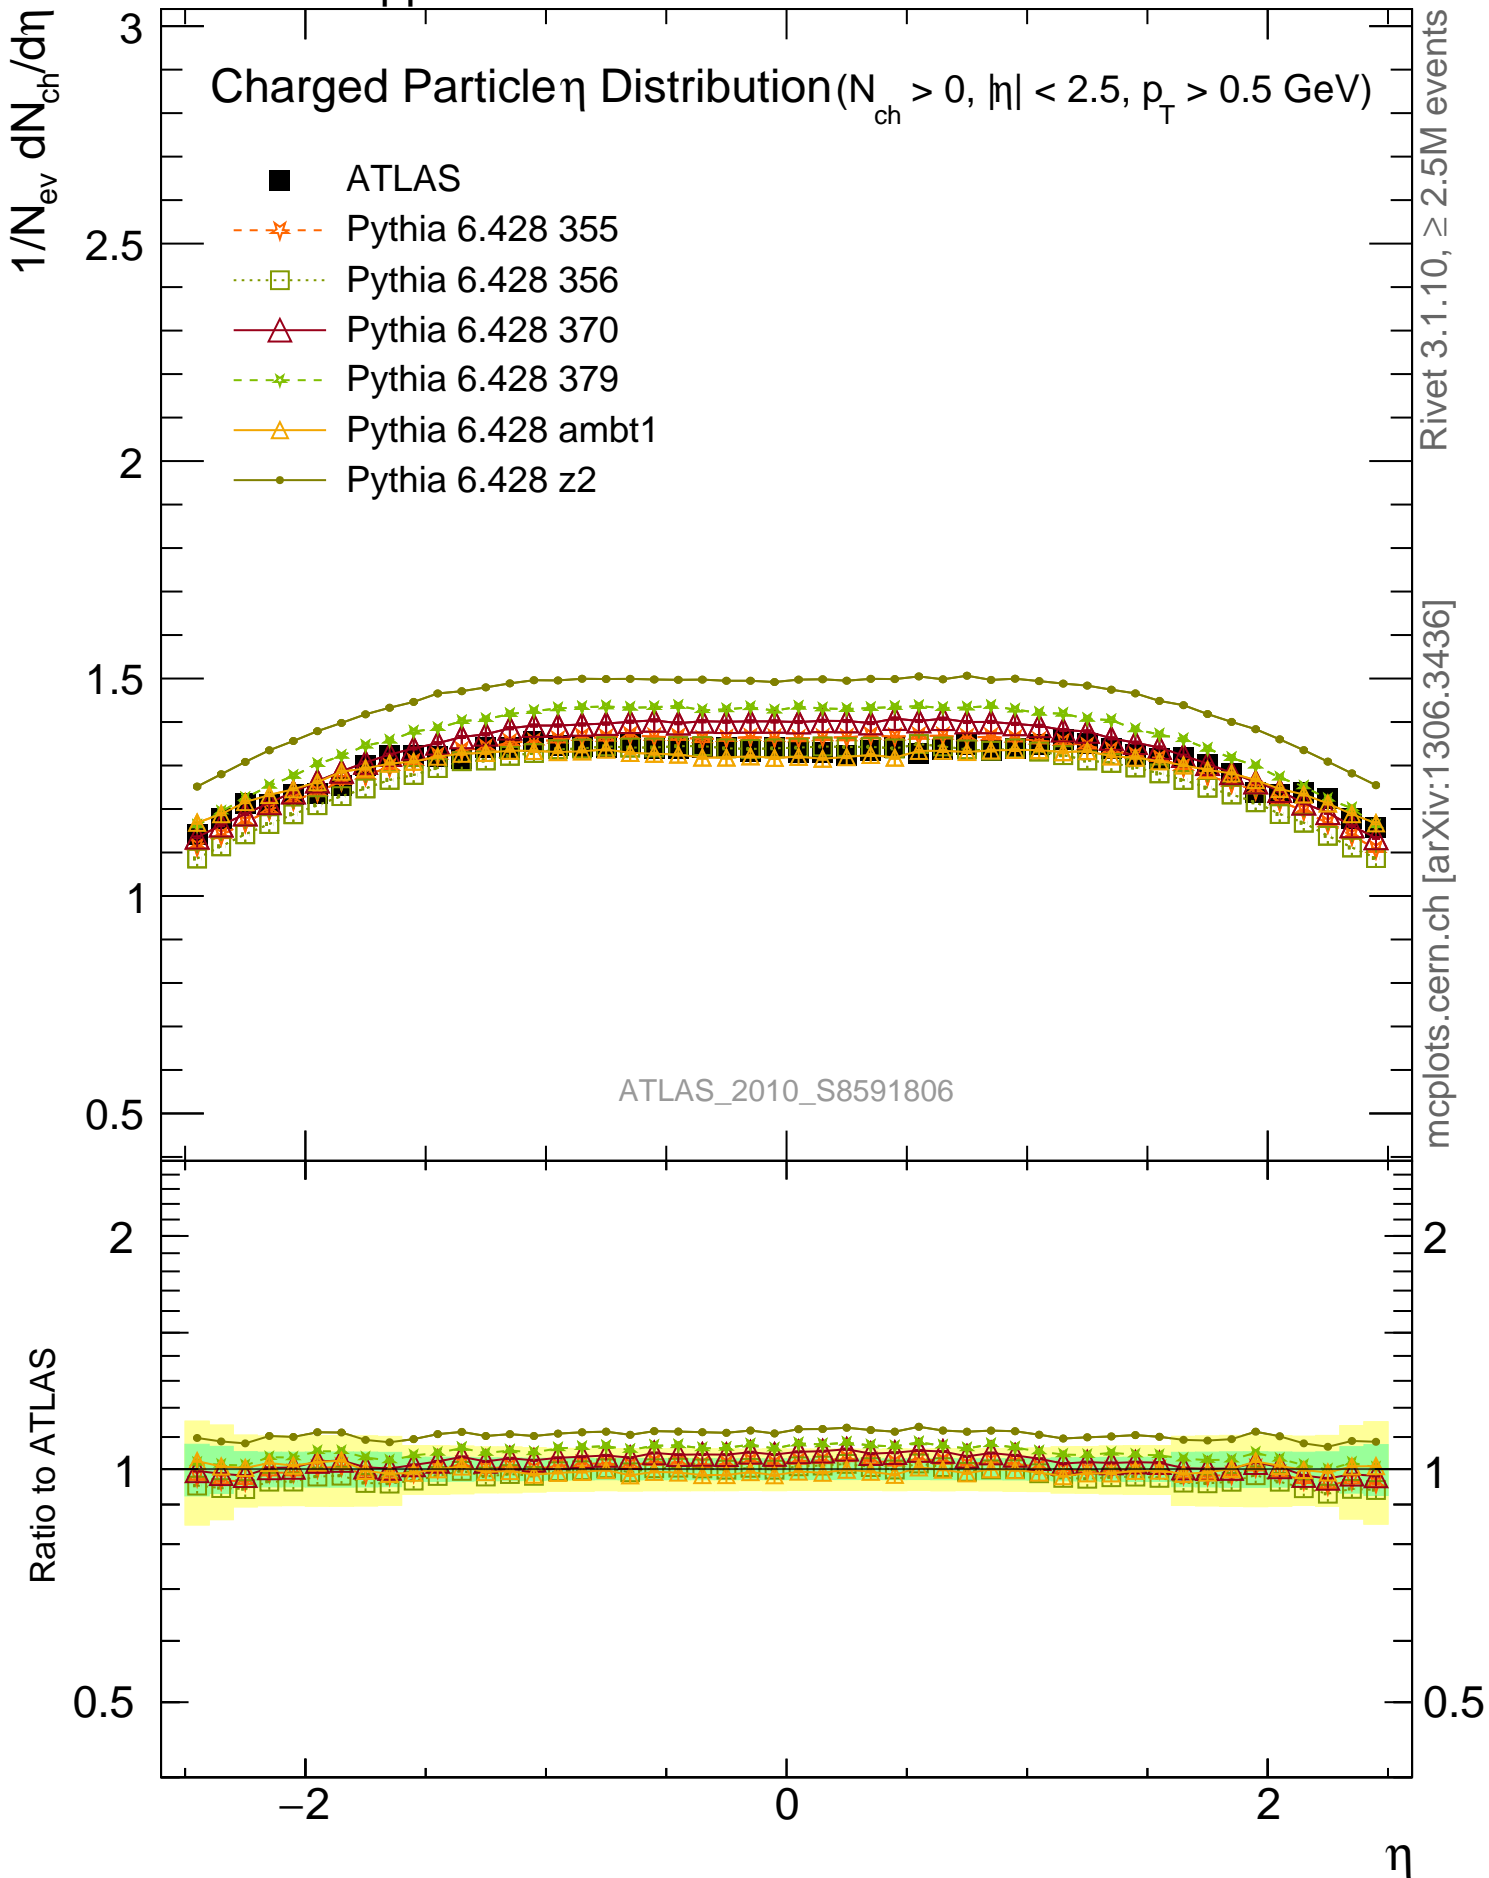 pp
Charged Particle η Distribution (N_ch > 0, |η| < 2.5, p_T > 0.5 GeV)
1/N_ev dN_ch/dη
ATLAS
Pythia 6.428 355
Pythia 6.428 356
Pythia 6.428 370
Pythia 6.428 379
Pythia 6.428 ambt1
Pythia 6.428 z2
3
2.5
2
1.5
1
0.5
ATLAS_2010_S8591806
Rivet 3.1.10, ≥ 2.5M events
mcplots.cern.ch [arXiv:1306.3436]
Ratio to ATLAS
2
1
0.5
2
1
0.5
−2
0
2
η